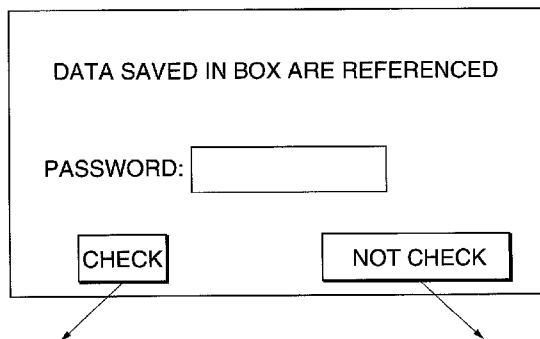 DATA SAVED IN BOX ARE REFERENCED
PASSWORD:
CHECK
NOT CHECK